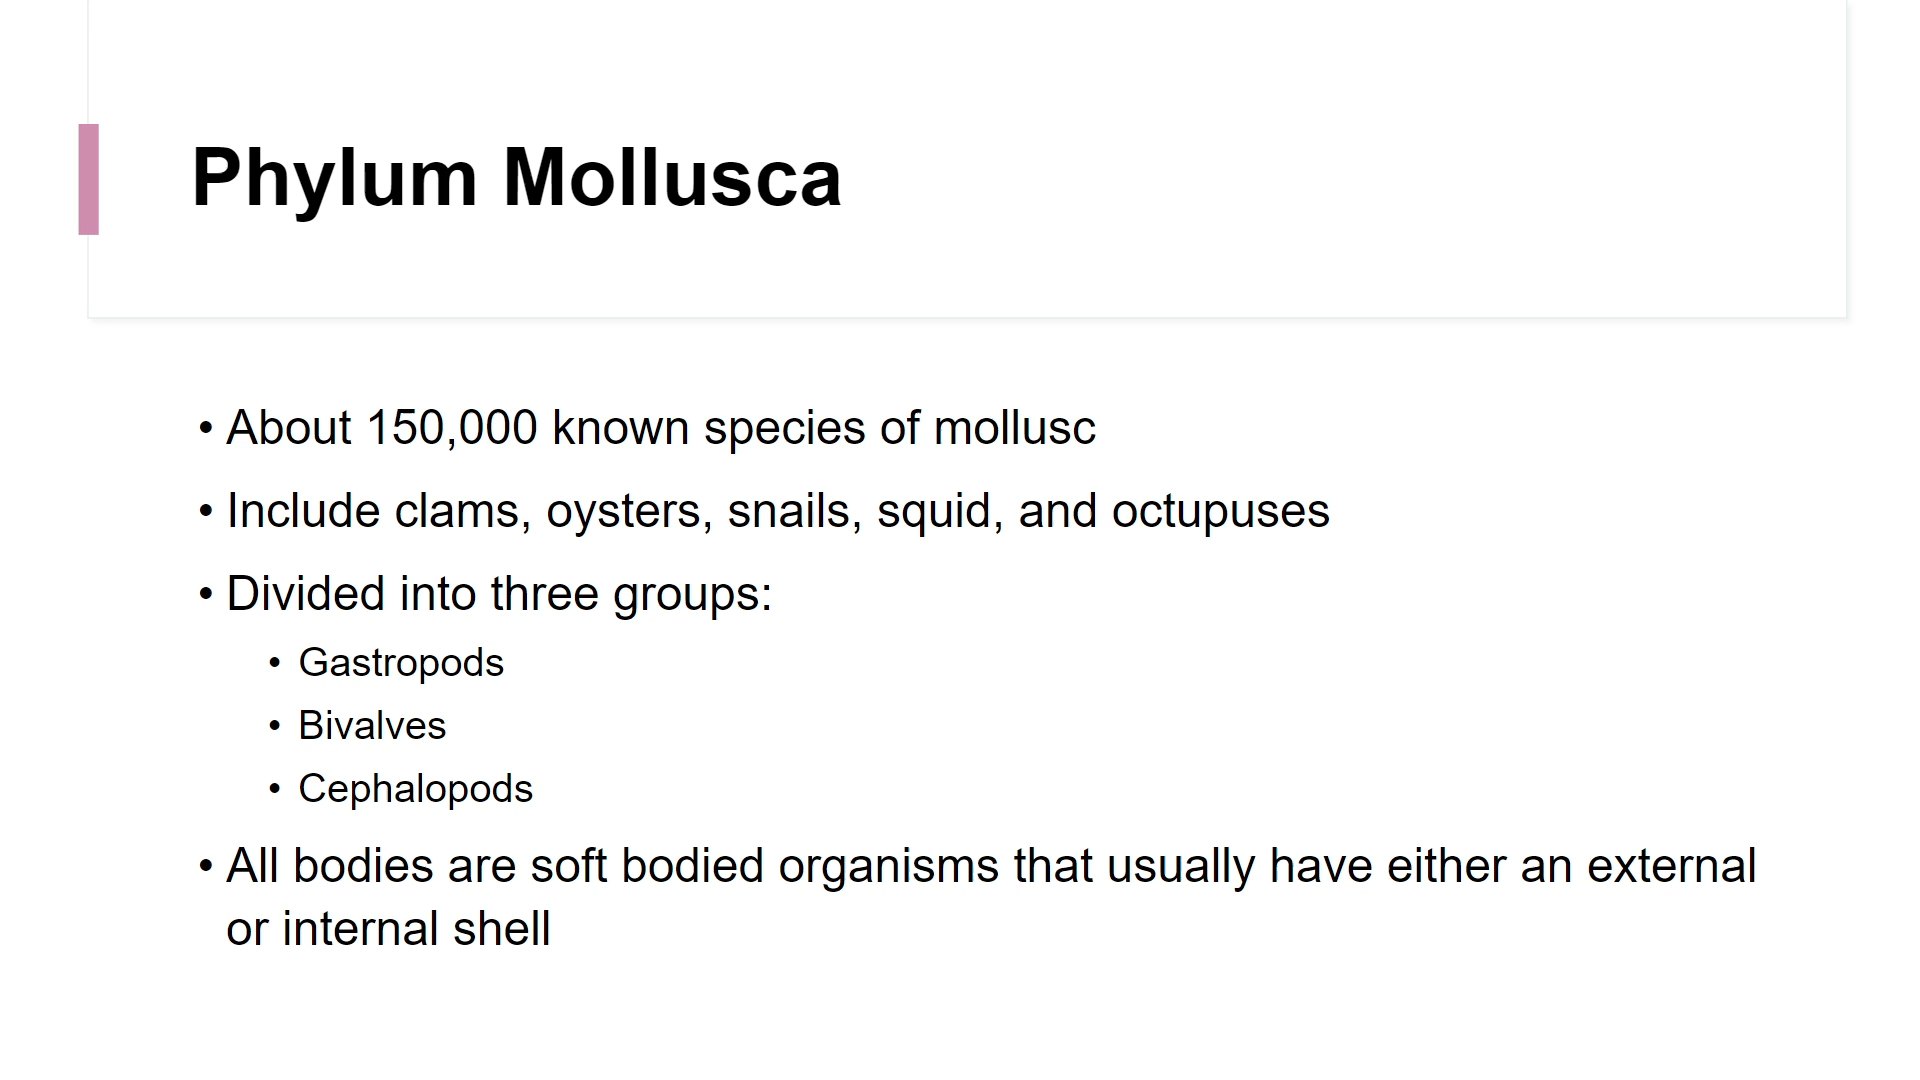 Phylum Mollusca
• About 150,000 known species of mollusc
• Include clams, oysters, snails, squid, and octupuses
• Divided into three groups:
• Gastropods
• Bivalves
• Cephalopods
• All bodies are soft bodied organisms that usually have either an external
or internal shell